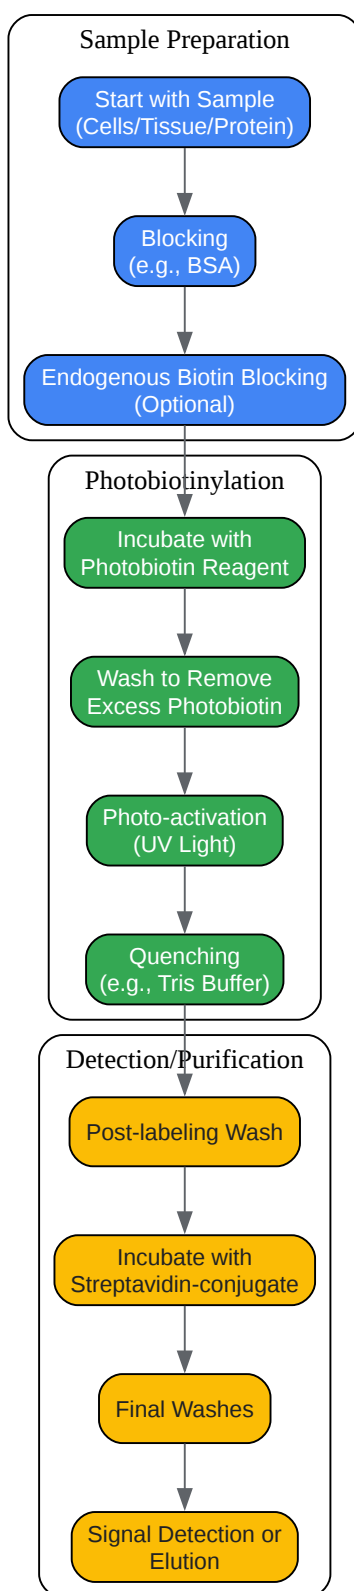 Sample Preparation
Start with Sample
(Cells/Tissue/Protein)
Blocking
(e.g., BSA)
Endogenous Biotin Blocking
(Optional)
Photobiotinylation
Incubate with
Photobiotin Reagent
Wash to Remove
Excess Photobiotin
Photo-activation
(UV Light)
Quenching
(e.g., Tris Buffer)
Detection/Purification
Post-labeling Wash
Incubate with
Streptavidin-conjugate
Final Washes
Signal Detection or
Elution